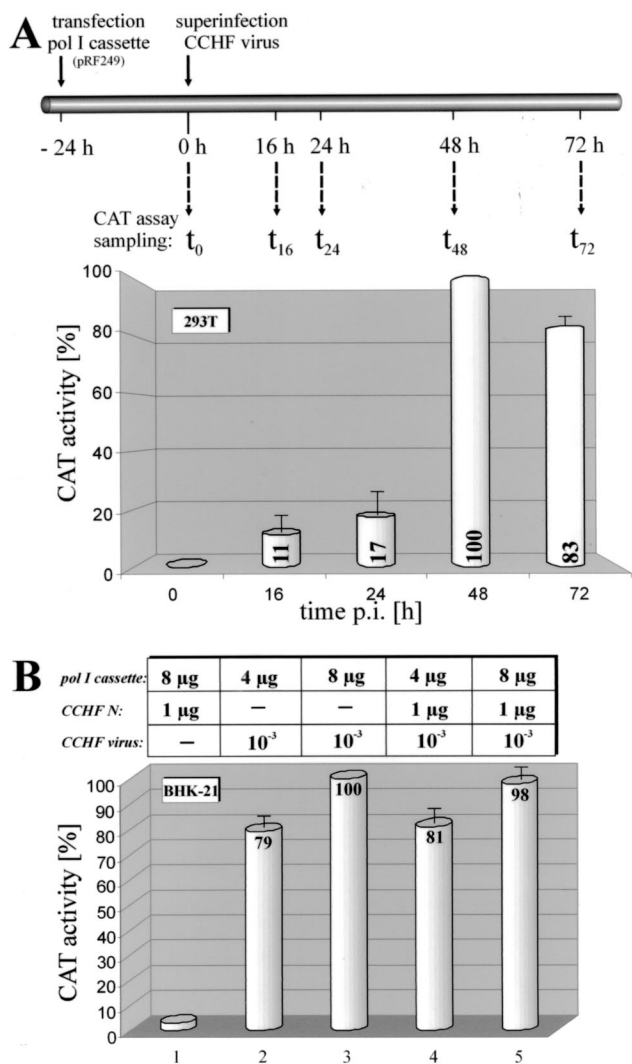 A
transfection
pol I cassette
(pRF249)
superinfection
CCHF virus
- 24 h 0 h 16 h 24 h 48 h 72 h
CAT assay
sampling: t0 t16 t24 t48 t72
CAT activity [%]
100
80
60
40
20
0
293T
11 17 100 83
0 16 24 48 72
time p.i. [h]
B
pol I cassette: 8 µg 4 µg 8 µg 4 µg 8 µg
CCHF N: 1 µg – – 1 µg 1 µg
CCHF virus: – 10-3 10-3 10-3 10-3
CAT activity [%]
100
90
80
70
60
50
40
30
20
10
0
BHK-21
79 100 81 98
1 2 3 4 5